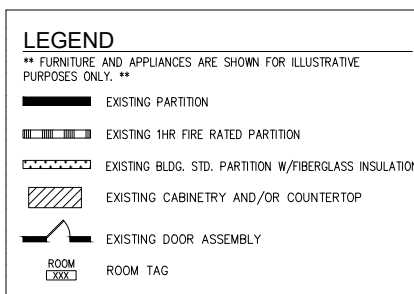 LEGEND
** FURNITURE AND APPLIANCES ARE SHOWN FOR ILLUSTRATIVE
PURPOSES ONLY. **
EXISTING PARTITION
EXISTING 1HR FIRE RATED PARTITION
EXISTING BLDG. STD. PARTITION W/FIBERGLASS INSULATION
EXISTING CABINETRY AND/OR COUNTERTOP
EXISTING DOOR ASSEMBLY
ROOM
XXX
ROOM TAG